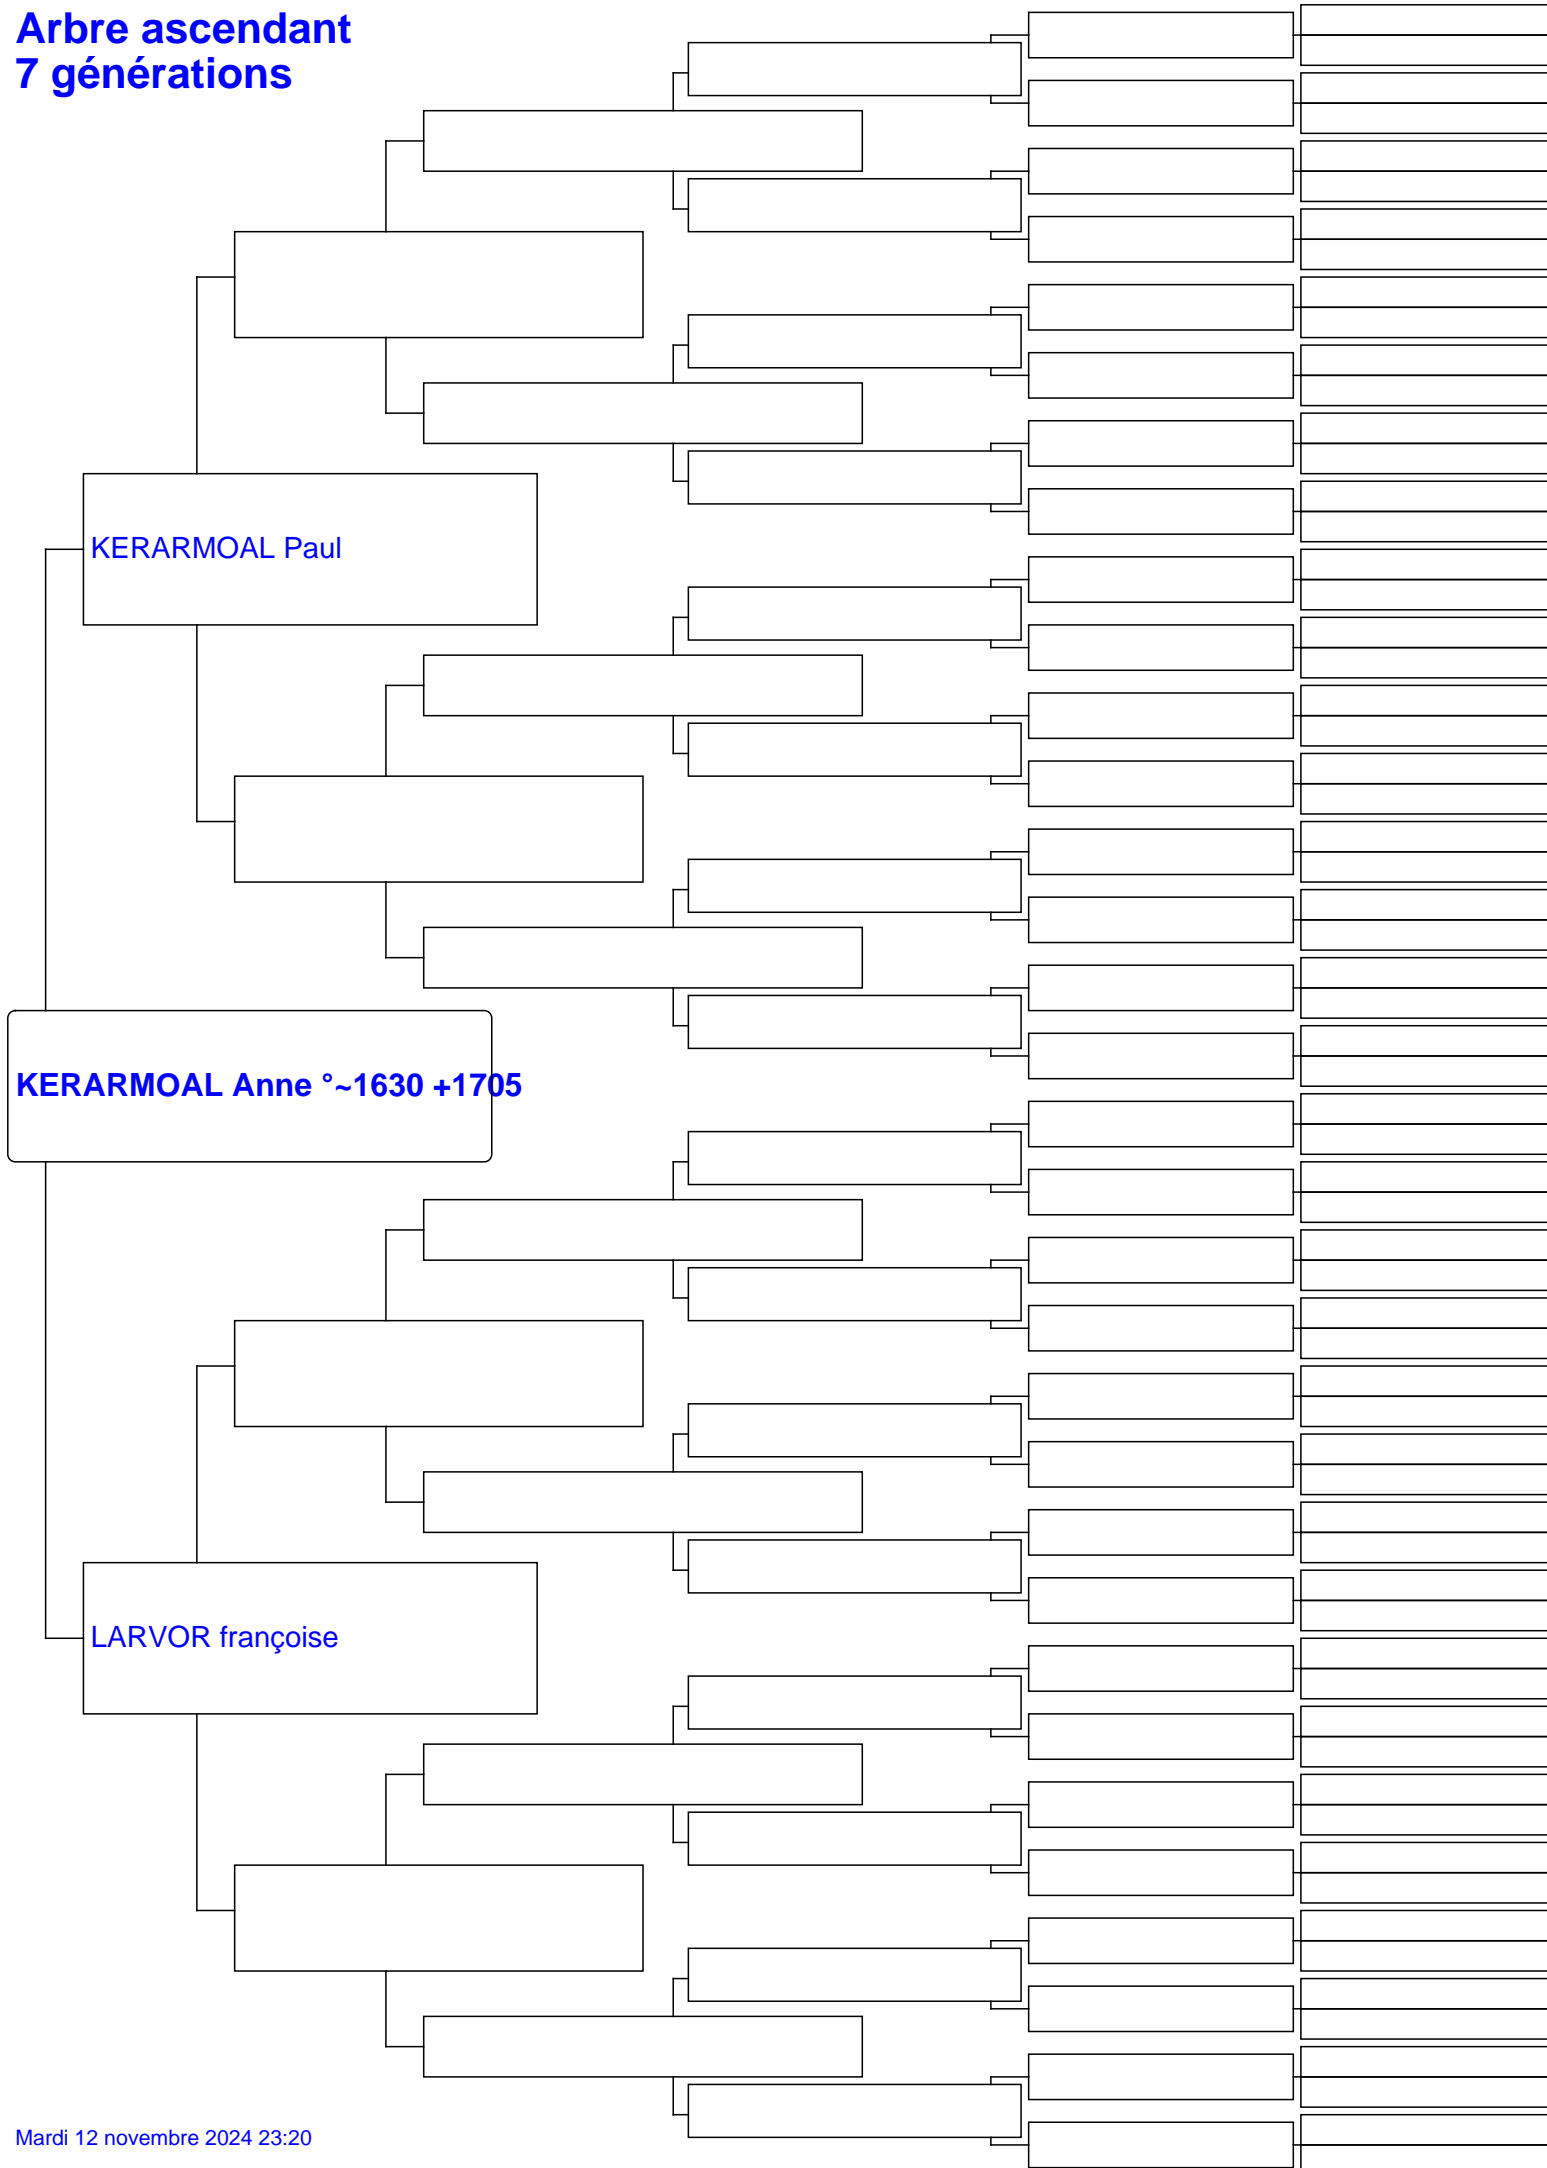 Arbre ascendant
7 générations
KERARMOAL Paul
KERARMOAL Anne °~1630 +1705
LARVOR françoise
Mardi 12 novembre 2024 23:20